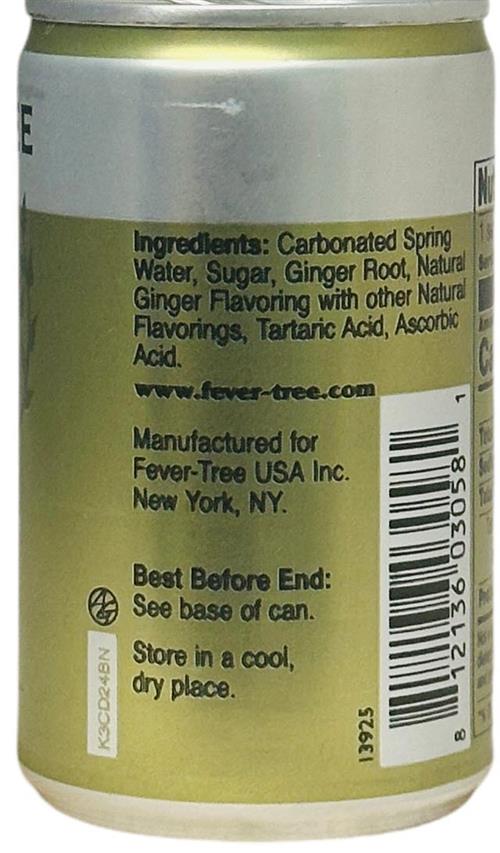 E
Ingredients: Carbonated Spring
Water, Sugar, Ginger Root, Natural
Ginger Flavoring with other Natural
Flavorings, Tartaric Acid, Ascorbic
Acid.
www.fever-tree.com
Manufactured for
Fever-Tree USA Inc.
New York, NY.
Best Before End:
See base of can.
Store in a cool,
dry place.
K3CD24BN
13925
8 12136 03058 1